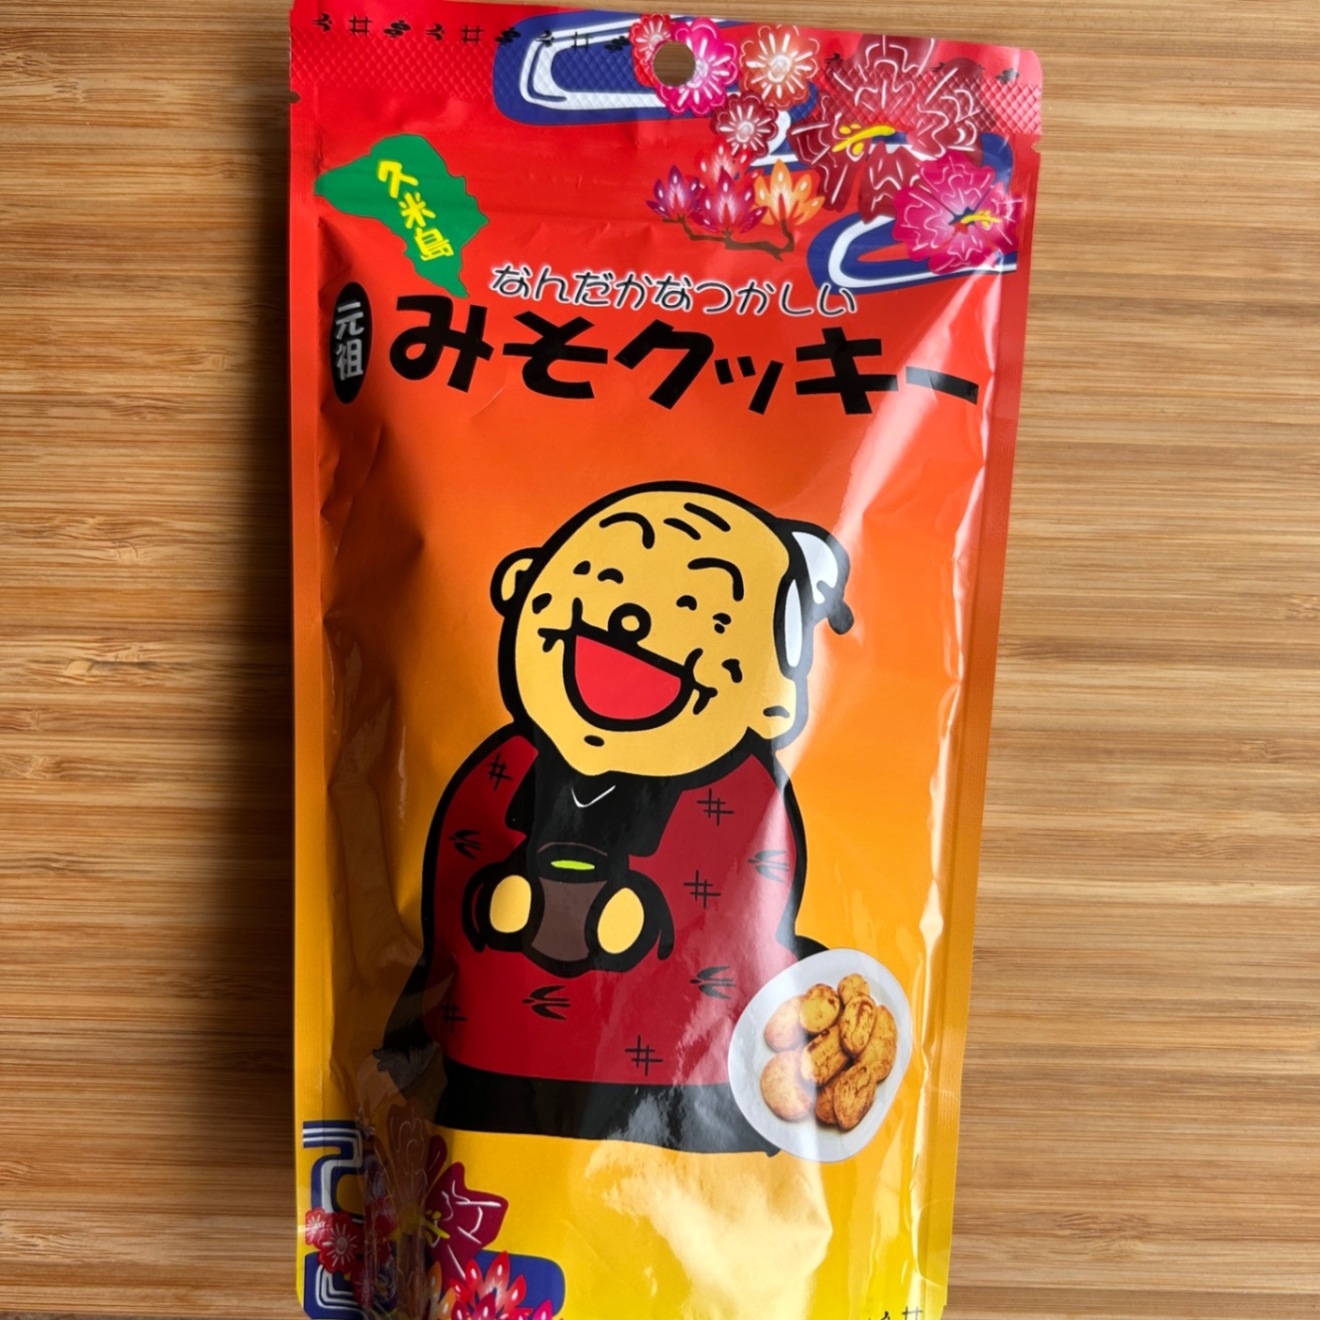 久米島
なんだかなつかしい
元祖
みそクッキー